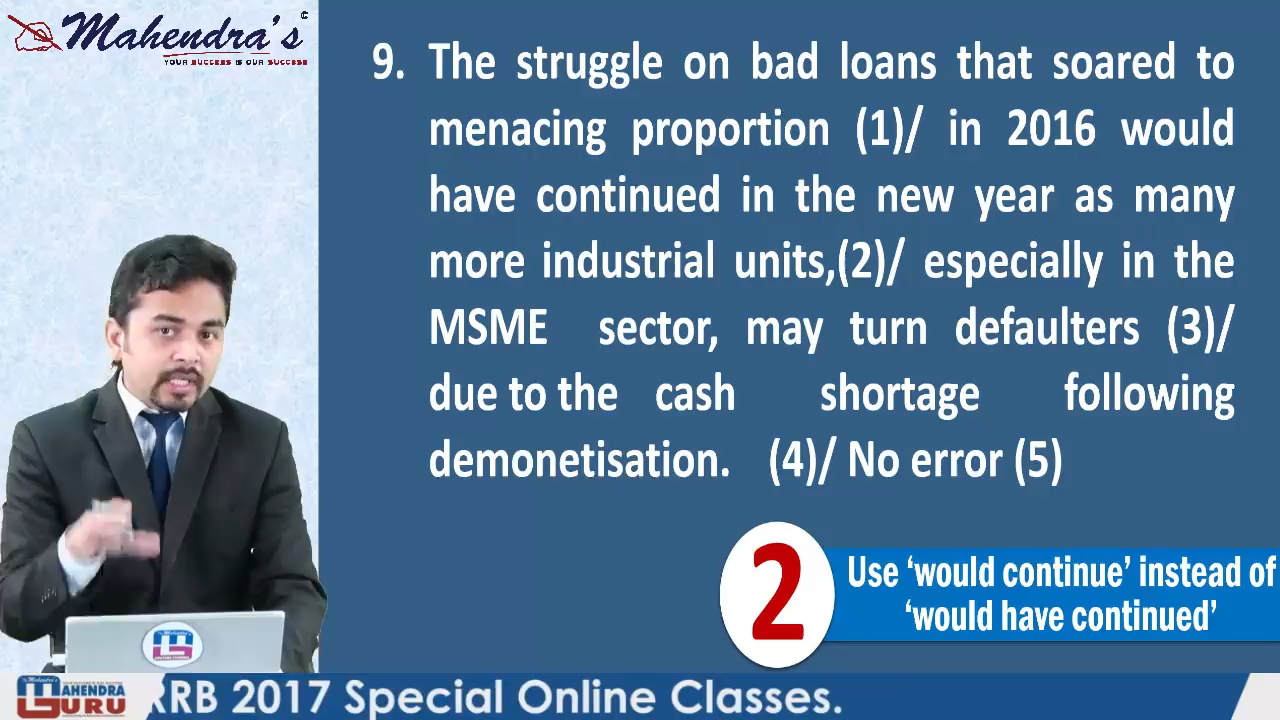 Mahendra's
YOUR SUCCESS IS OUR SUCCESS
9. The struggle on bad loans that soared to
menacing proportion (1)/ in 2016 would
have continued in the new year as many
more industrial units,(2)/ especially in the
MSME sector, may turn defaulters (3)/
due to the cash shortage following
demonetisation. (4)/ No error (5)
2
Use ‘would continue’ instead of
‘would have continued’
MAHENDRA
GURU
RRB 2017 Special Online Classes.